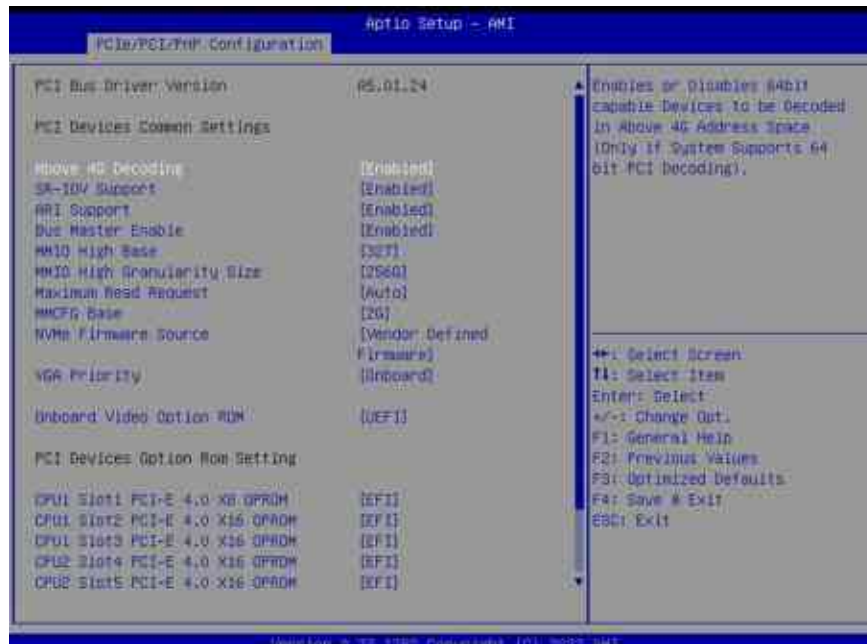 Aptio Setup - AMI
PCIe/PCI/PnP Configuration
PCI Bus Driver Version A5.01.24
PCI Devices Common Settings
Above 4G Decoding [Enabled]
SR-IOV Support [Enabled]
ARI Support [Enabled]
Bus Master Enable [Enabled]
MMIO High Base [32T]
MMIO High Granularity Size [256G]
Maximum Read Request [Auto]
MMCFG Base [2G]
NVMe Firmware Source [Vendor Defined
Firmware]
VGA Priority [Onboard]
Onboard Video Option ROM [UEFI]
PCI Devices Option Rom Setting
CPU1 Slot1 PCI-E 4.0 X8 OPROM [EFI]
CPU1 Slot2 PCI-E 4.0 X16 OPROM [EFI]
CPU1 Slot3 PCI-E 4.0 X16 OPROM [EFI]
CPU2 Slot4 PCI-E 4.0 X16 OPROM [EFI]
CPU2 Slot5 PCI-E 4.0 X16 OPROM [EFI]
Enables or Disables 64bit
capable Devices to be Decoded
in Above 4G Address Space
(Only if System Supports 64
bit PCI Decoding).
: Select Screen
: Select Item
Enter: Select
+/-: Change Opt.
F1: General Help
F2: Previous Values
F3: Optimized Defaults
F4: Save & Exit
ESC: Exit
Version Copyright (C) 2022 AMI